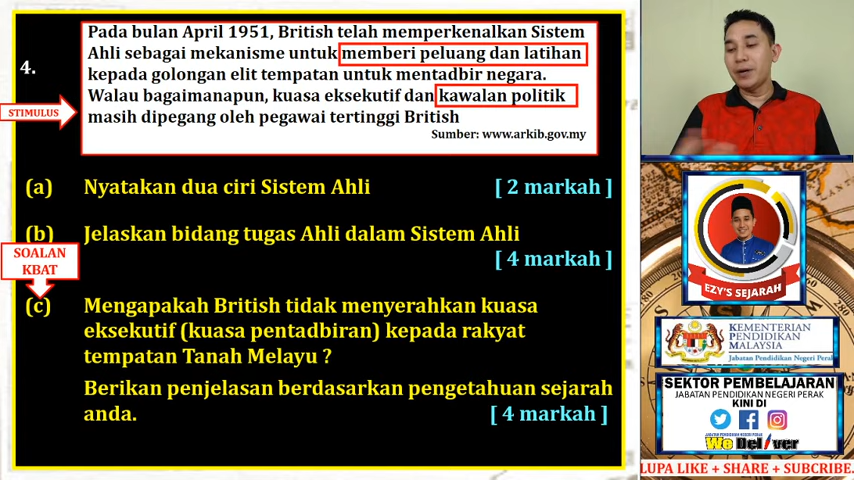 Pada bulan April 1951, British telah memperkenalkan Sistem
Ahli sebagai mekanisme untuk memberi peluang dan latihan
kepada golongan elit tempatan untuk mentadbir negara.
Walau bagaimanapun, kuasa eksekutif dan kawalan politik
masih dipegang oleh pegawai tertinggi British
Sumber: www.arkib.gov.my
4.
STIMULUS
(a) Nyatakan dua ciri Sistem Ahli [ 2 markah ]
(b) Jelaskan bidang tugas Ahli dalam Sistem Ahli
[ 4 markah ]
SOALAN
KBAT
(c) Mengapakah British tidak menyerahkan kuasa
eksekutif (kuasa pentadbiran) kepada rakyat
tempatan Tanah Melayu ?
Berikan penjelasan berdasarkan pengetahuan sejarah
anda. [ 4 markah ]
EZY'S SEJARAH
KEMENTERIAN
PENDIDIKAN
MALAYSIA
Jabatan Pendidikan Negeri Perak
SEKTOR PEMBELAJARAN
JABATAN PENDIDIKAN NEGERI PERAK
KINI DI
We Deliver
LUPA LIKE + SHARE + SUBCRIBE.